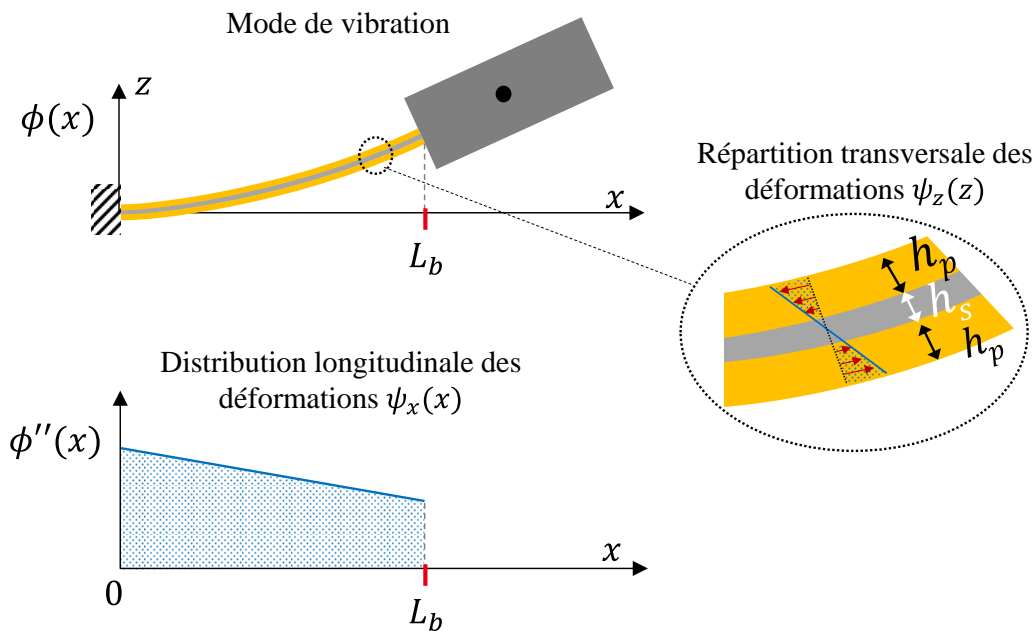 Mode de vibration
z
ϕ(x)
x
L_b
Répartition transversale des
déformations ψ_z(z)
h_p
h_s
h_p
Distribution longitudinale des
déformations ψ_x(x)
ϕ''(x)
x
0
L_b